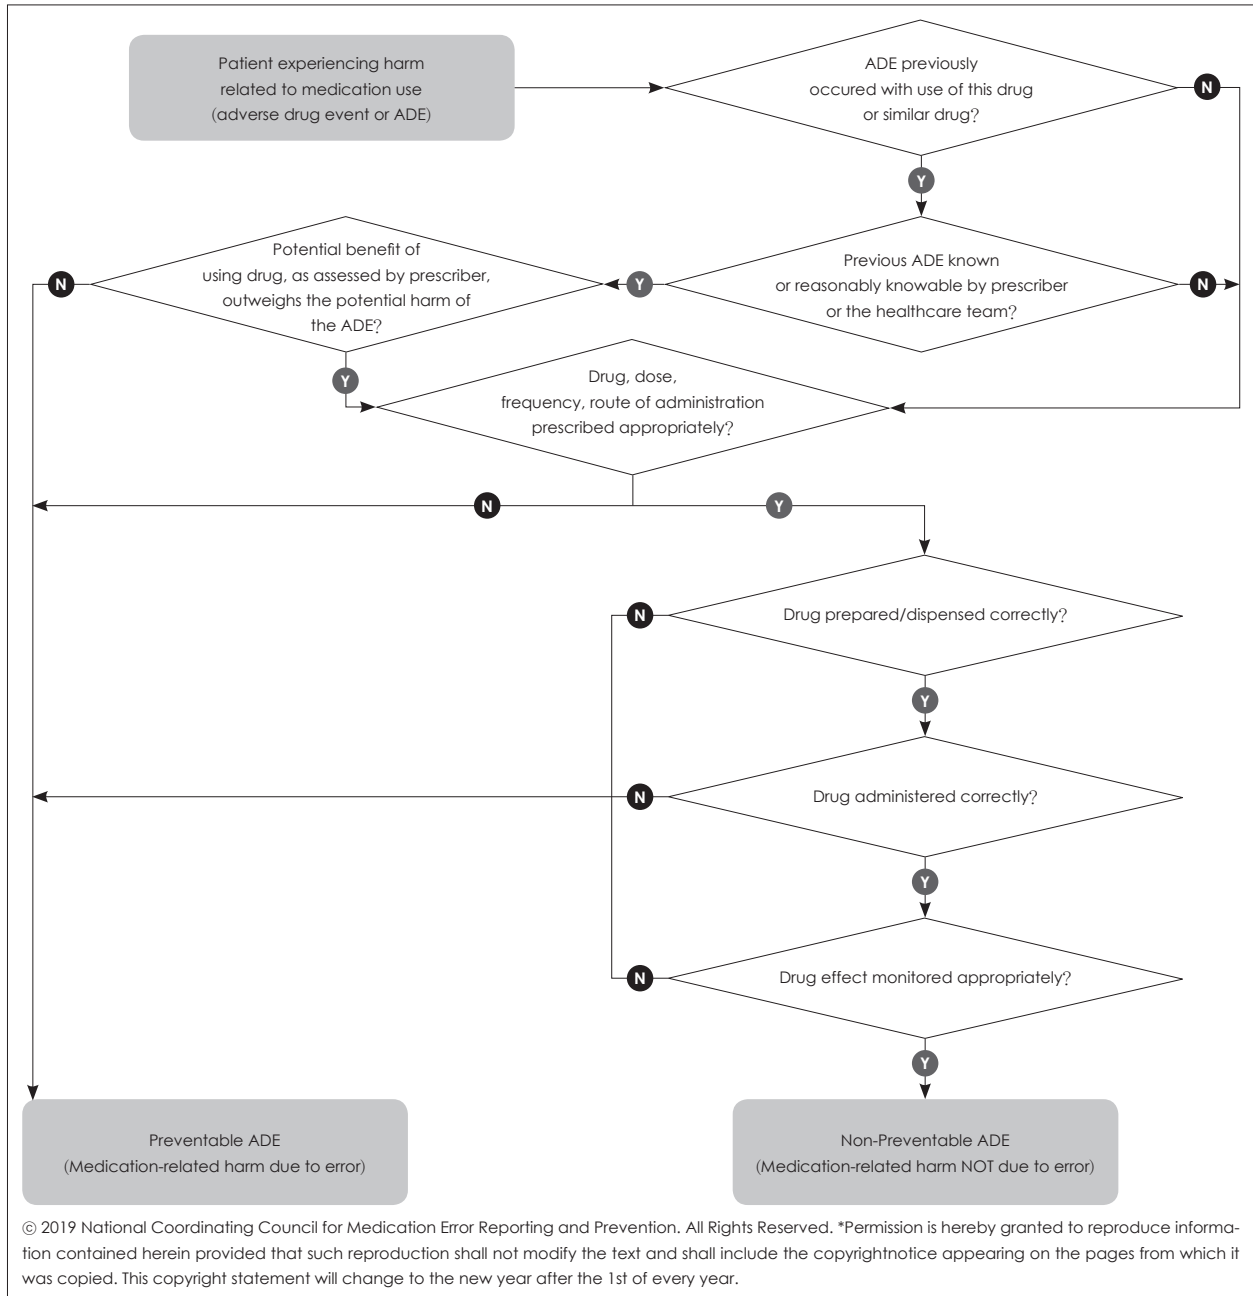 Patient experiencing harm
related to medication use
(adverse drug event or ADE)
ADE previously
occured with use of this drug
or similar drug?
N
Y
Potential benefit of
using drug, as assessed by prescriber,
outweighs the potential harm of
the ADE?
N
Y
Previous ADE known
or reasonably knowable by prescriber
or the healthcare team?
N
Y
Drug, dose,
frequency, route of administration
prescribed appropriately?
N
Y
Drug prepared/dispensed correctly?
N
Y
Drug administered correctly?
N
Y
Drug effect monitored appropriately?
N
Y
Preventable ADE
(Medication-related harm due to error)
Non-Preventable ADE
(Medication-related harm NOT due to error)
© 2019 National Coordinating Council for Medication Error Reporting and Prevention. All Rights Reserved. *Permission is hereby granted to reproduce informa-
tion contained herein provided that such reproduction shall not modify the text and shall include the copyrightnotice appearing on the pages from which it
was copied. This copyright statement will change to the new year after the 1st of every year.